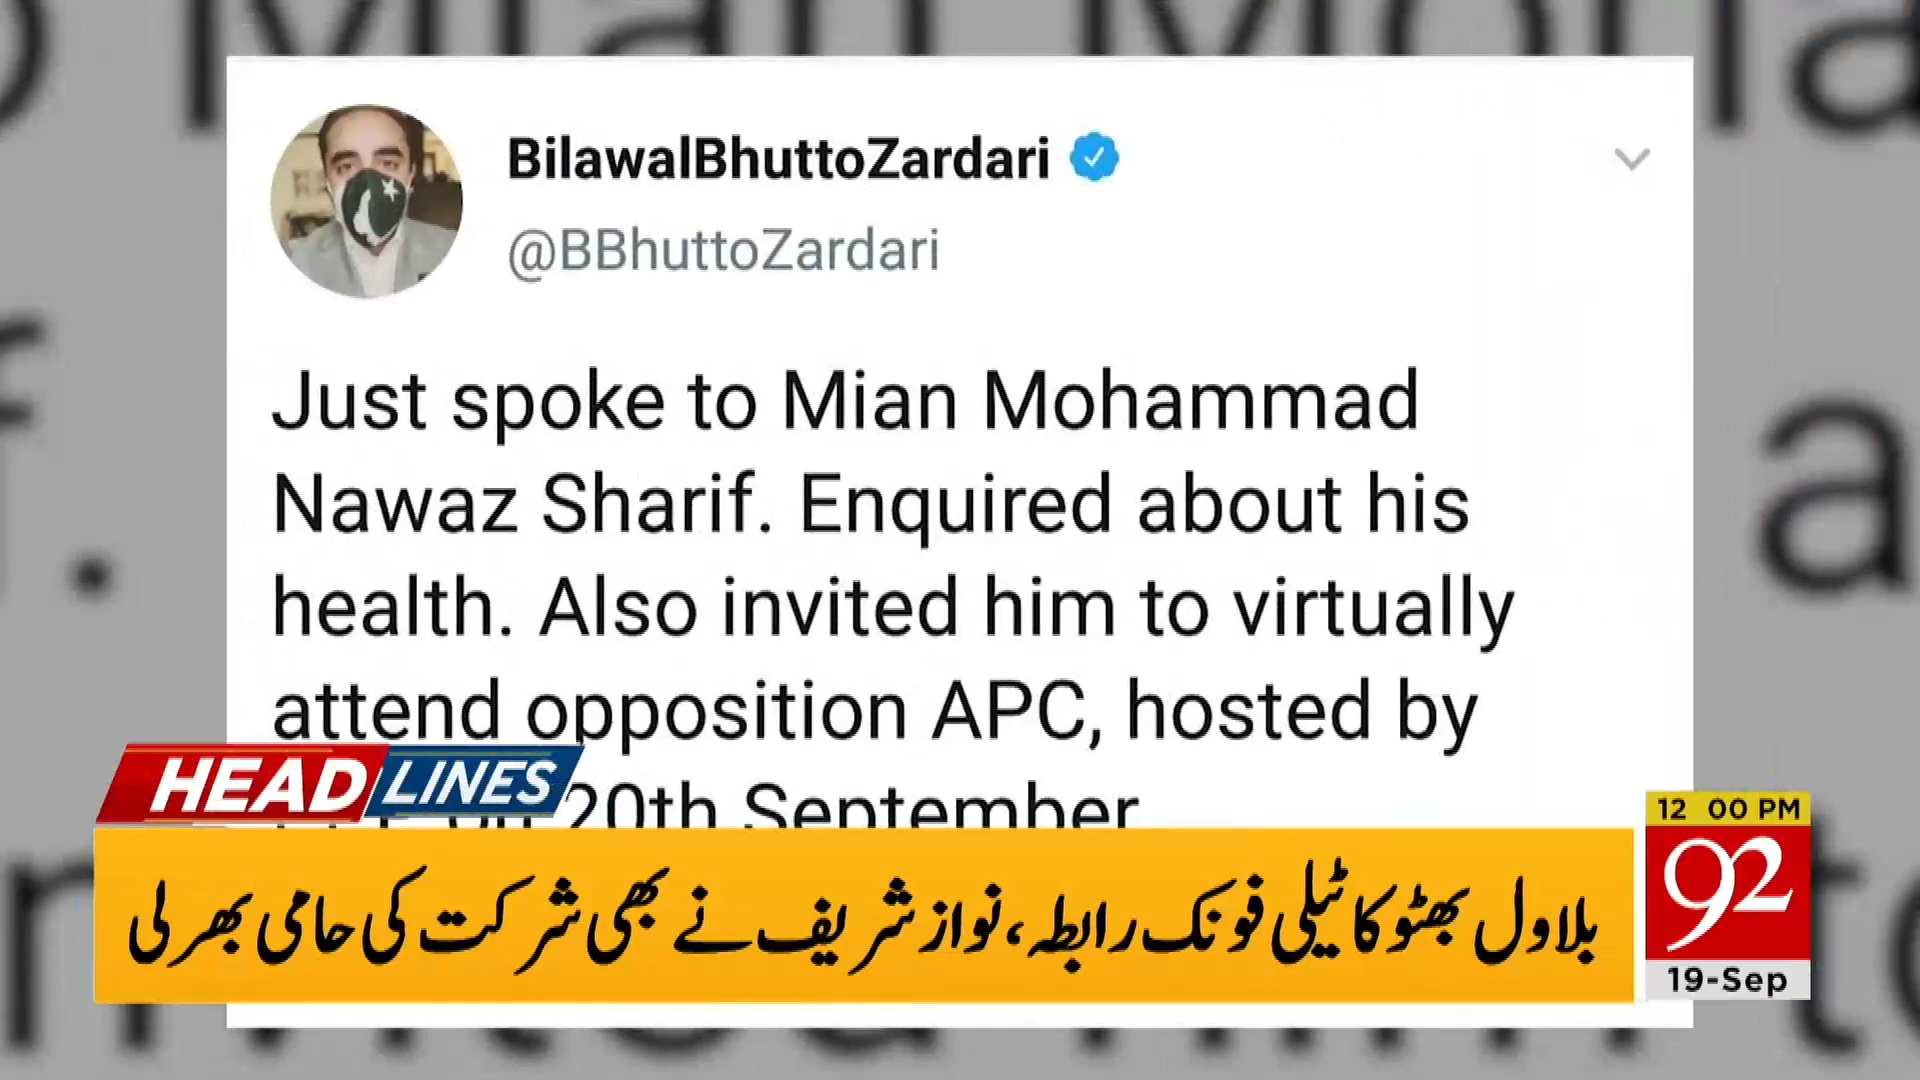 BilawalBhuttoZardari
@BBhuttoZardari
Just spoke to Mian Mohammad
Nawaz Sharif. Enquired about his
health. Also invited him to virtually
attend opposition APC, hosted by
on 20th September
HEADLINES
بلاول بھٹو کا ٹیلی فونک رابطہ، نواز شریف نے بھی شرکت کی حامی بھر لی
12 00 PM
92
19-Sep